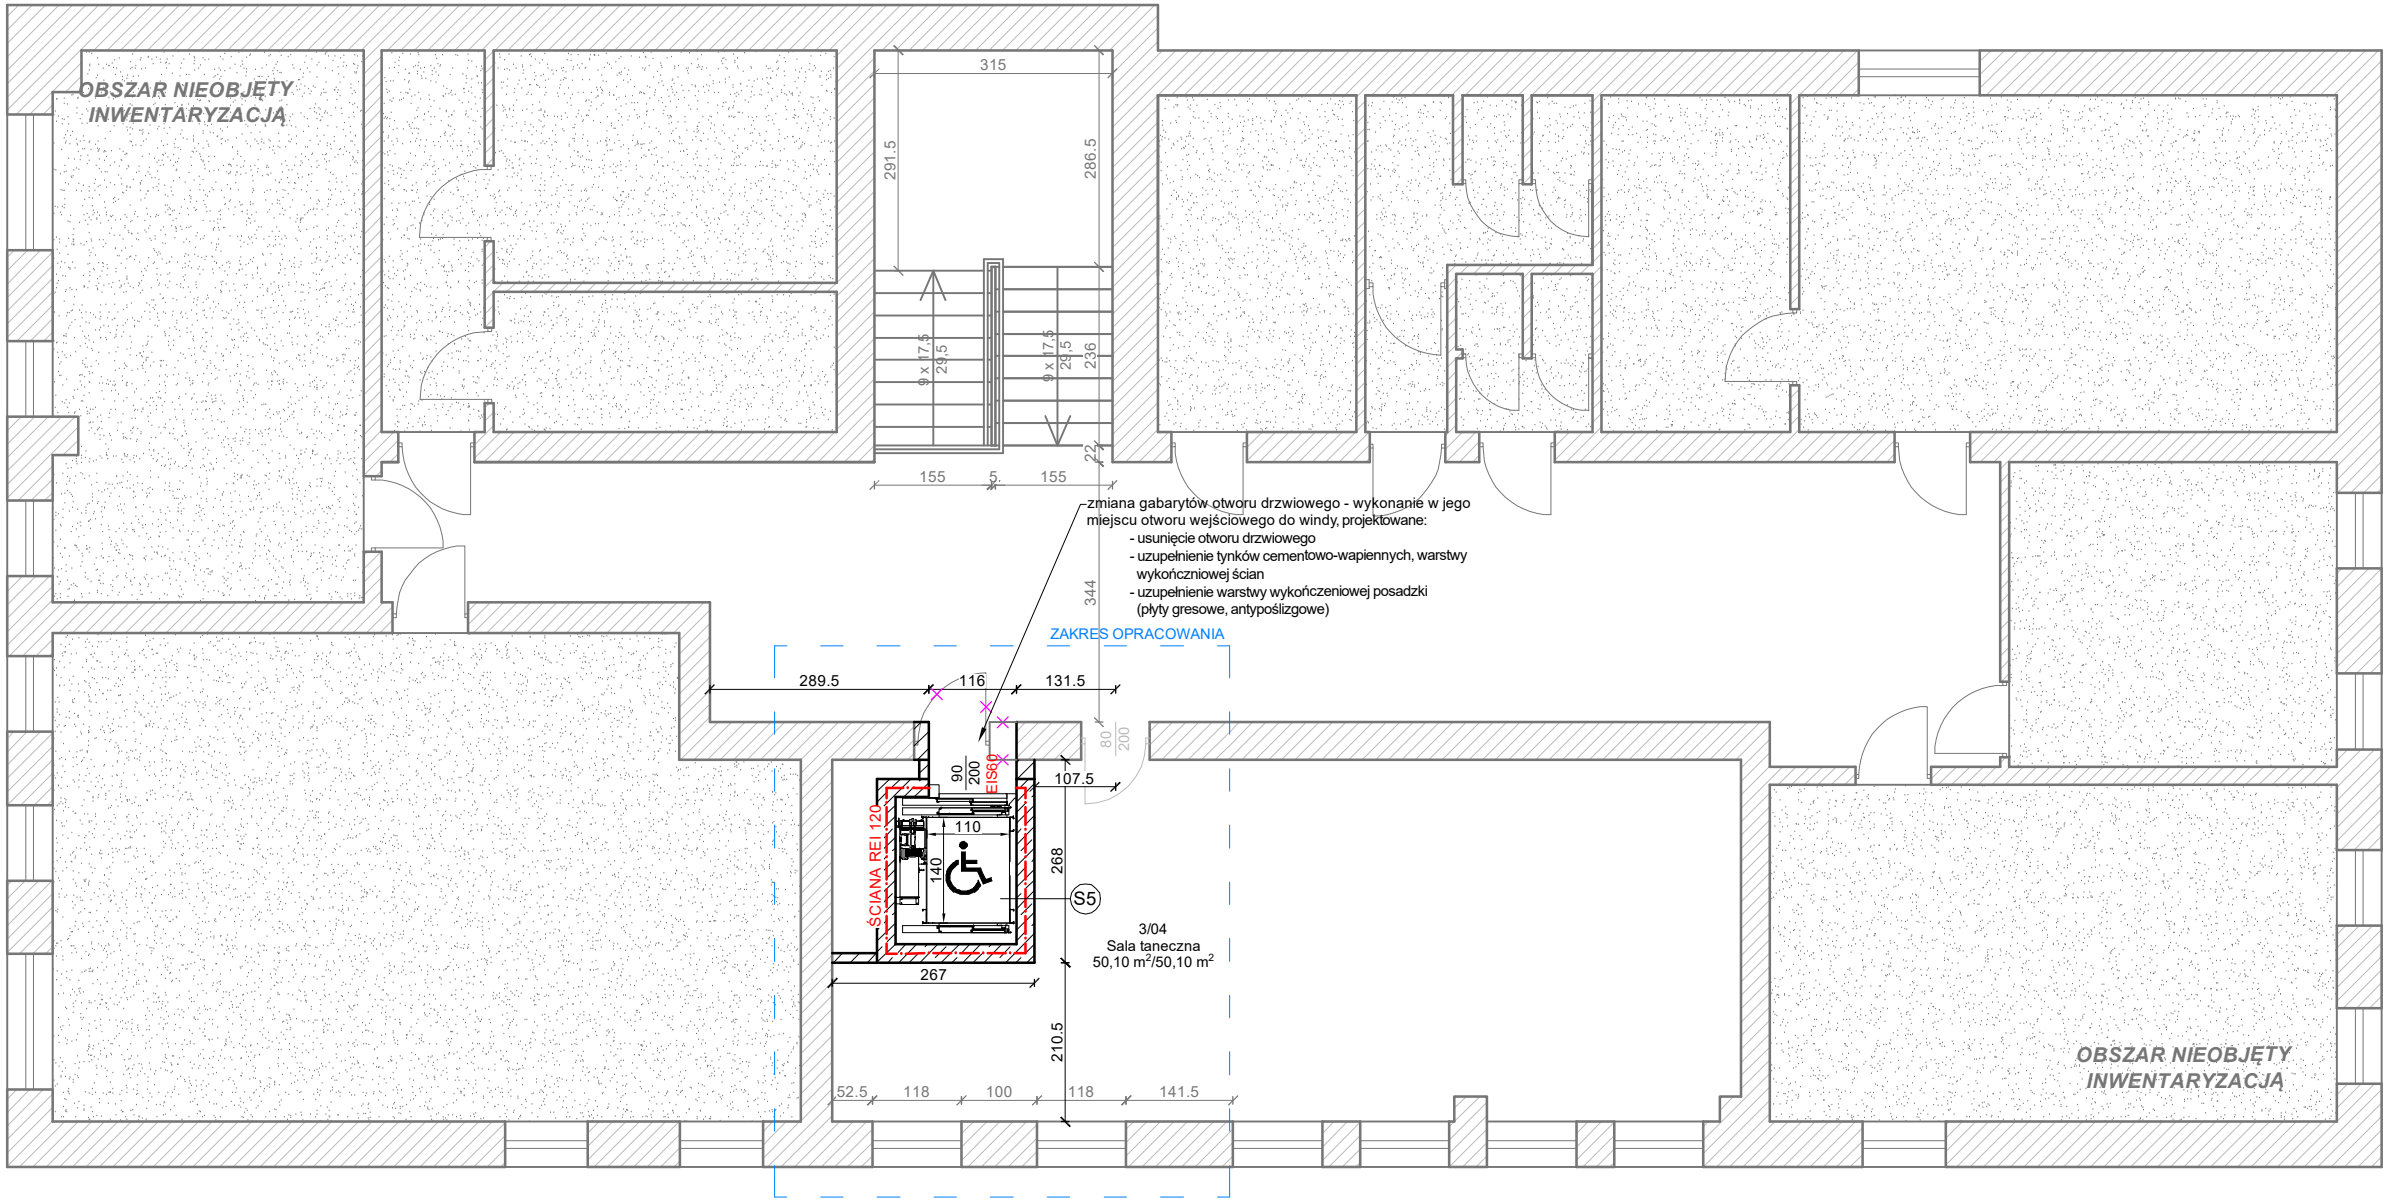 OBSZAR NIEOBJĘTY
INWENTARYZACJĄ
315
291.5
286.5
9 x 17,5
29,5
9 x 17,5
29,5
236
22
155
5.
155
zmiana gabarytów otworu drzwiowego - wykonanie w jego
miejscu otworu wejściowego do windy, projektowane:
- usunięcie otworu drzwiowego
- uzupełnienie tynków cementowo-wapiennych, warstwy
wykończniowej ścian
- uzupełnienie warstwy wykończeniowej posadzki
(płyty gresowe, antypoślizgowe)
344
ZAKRES OPRACOWANIA
289.5
116
131.5
80
200
90
200
EIS60
107.5
ŚCIANA REI 120
110
140
268
S5
3/04
Sala taneczna
50,10 m²/50,10 m²
267
210.5
52.5
118
100
118
141.5
OBSZAR NIEOBJĘTY
INWENTARYZACJĄ